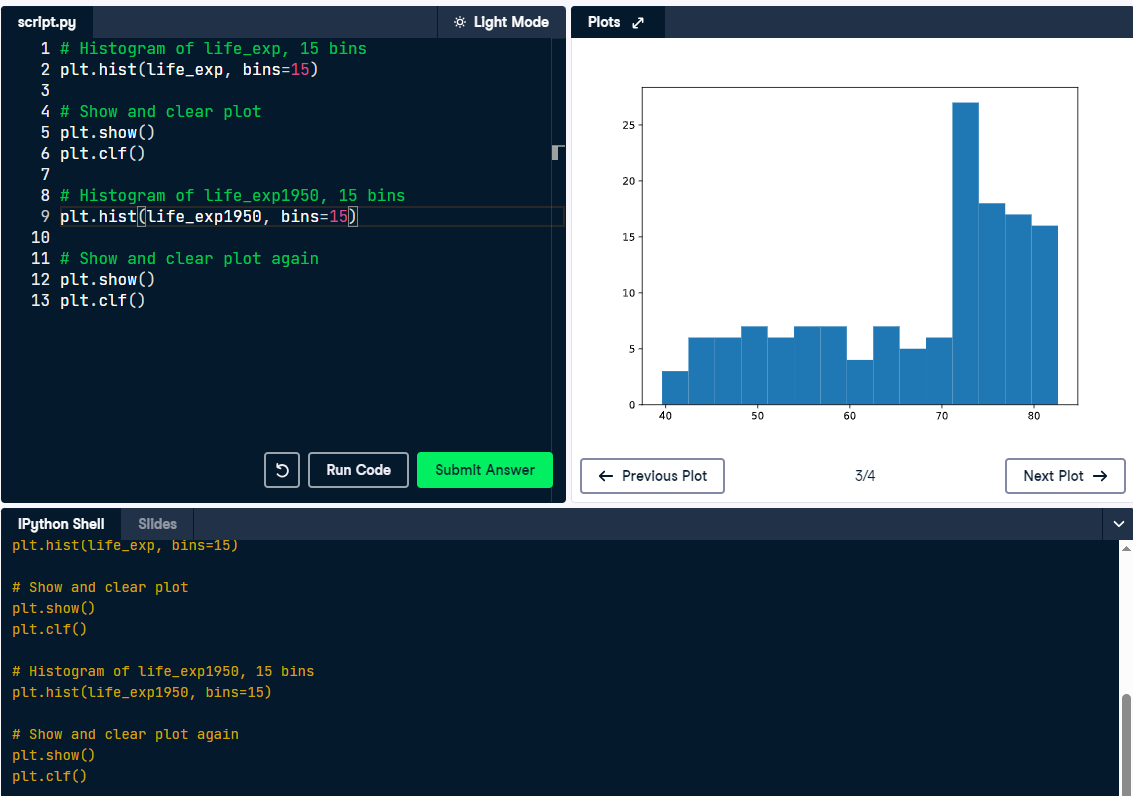 script.py
Light Mode
1 # Histogram of life_exp, 15 bins
2 plt.hist(life_exp, bins=15)
3
4 # Show and clear plot
5 plt.show()
6 plt.clf()
7
8 # Histogram of life_exp1950, 15 bins
9 plt.hist(life_exp1950, bins=15)
10
11 # Show and clear plot again
12 plt.show()
13 plt.clf()
Run Code
Submit Answer
Plots
25
20
15
10
5
0
40 50 60 70 80
← Previous Plot
3/4
Next Plot →
IPython Shell
Slides
plt.hist(life_exp, bins=15)
# Show and clear plot
plt.show()
plt.clf()
# Histogram of life_exp1950, 15 bins
plt.hist(life_exp1950, bins=15)
# Show and clear plot again
plt.show()
plt.clf()